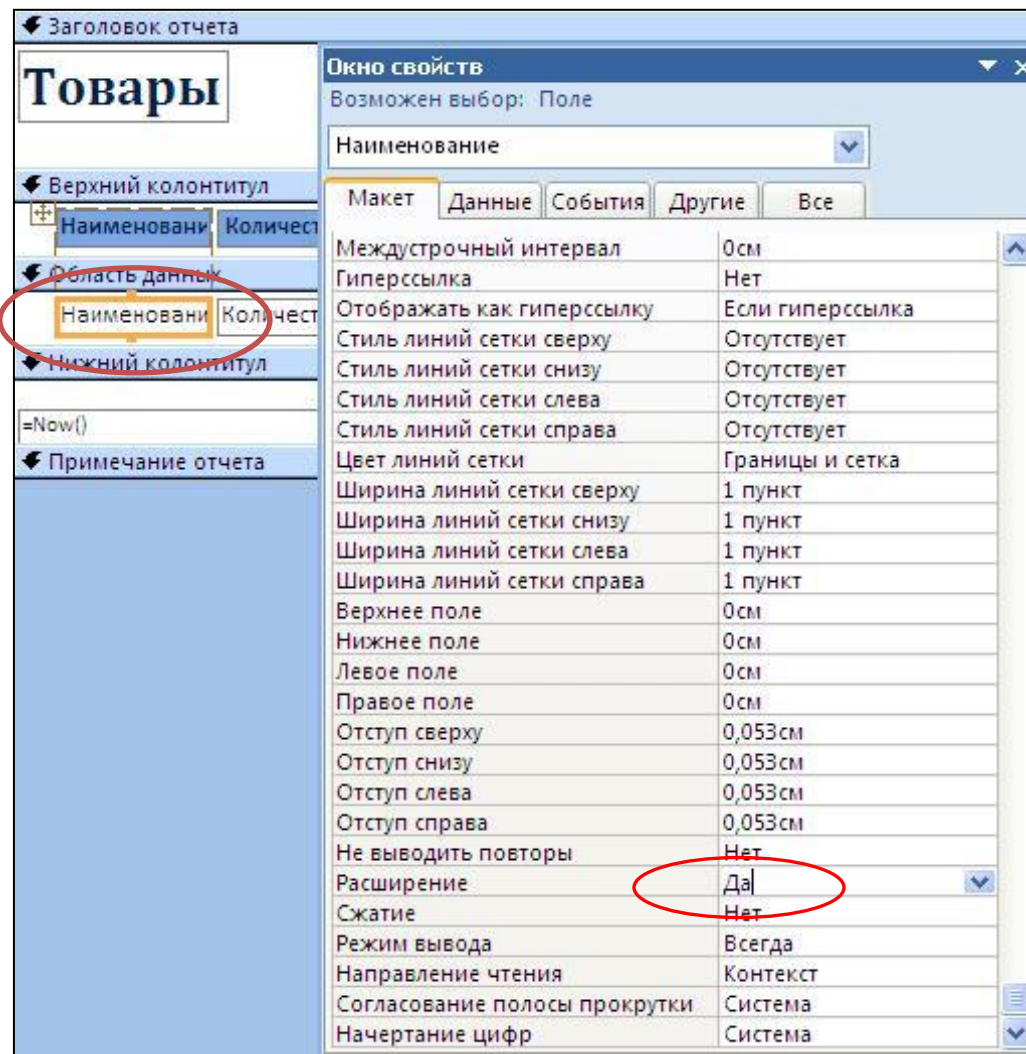 Заголовок отчета
Товары
Верхний колонтитул
Наименовани Количест
Область данных
Наименовани Количест
Нижний колонтитул
=Now()
Примечание отчета
Окно свойств
Возможен выбор: Поле
Наименование
Макет Данные События Другие Все
Междустрочный интервал 0см
Гиперссылка Нет
Отображать как гиперссылку Если гиперссылка
Стиль линий сетки сверху Отсутствует
Стиль линий сетки снизу Отсутствует
Стиль линий сетки слева Отсутствует
Стиль линий сетки справа Отсутствует
Цвет линий сетки Границы и сетка
Ширина линий сетки сверху 1 пункт
Ширина линий сетки снизу 1 пункт
Ширина линий сетки слева 1 пункт
Ширина линий сетки справа 1 пункт
Верхнее поле 0см
Нижнее поле 0см
Левое поле 0см
Правое поле 0см
Отступ сверху 0,053см
Отступ снизу 0,053см
Отступ слева 0,053см
Отступ справа 0,053см
Не выводить повторы Нет
Расширение Да
Сжатие Нет
Режим вывода Всегда
Направление чтения Контекст
Согласование полосы прокрутки Система
Начертание цифр Система